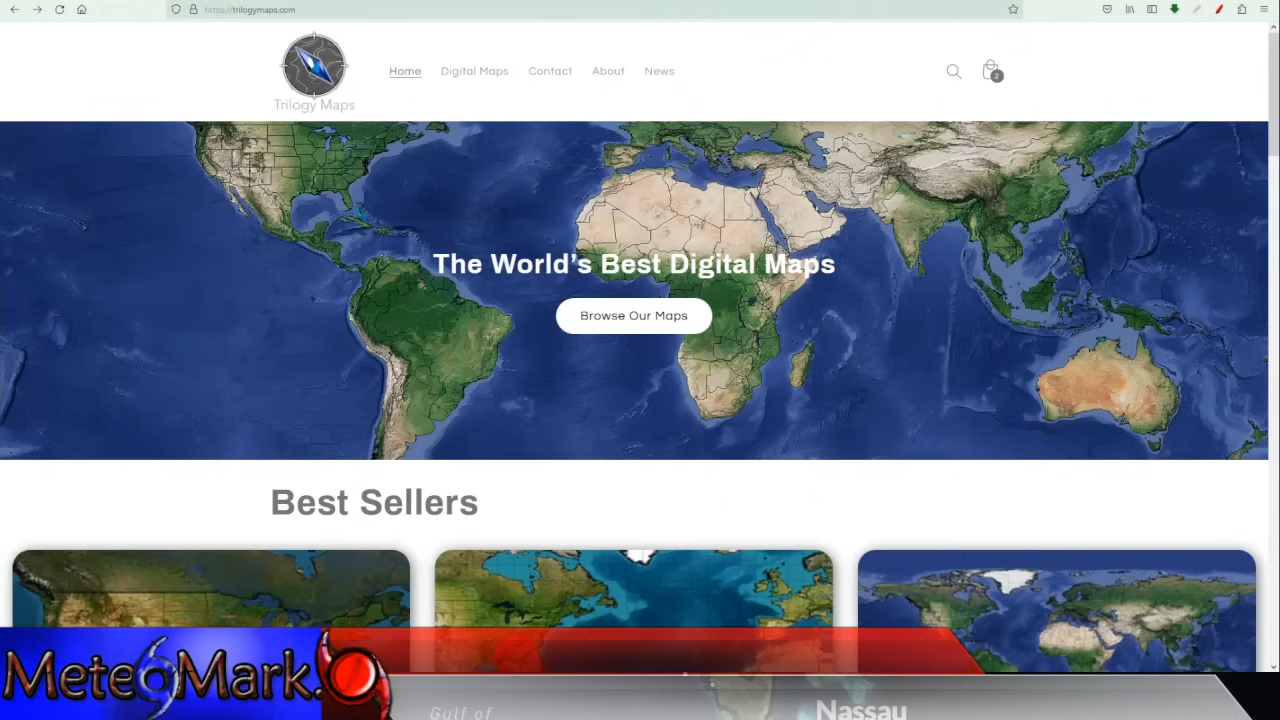 https://trilogymaps.com
Trilogy Maps
Home
Digital Maps
Contact
About
News
2
The World's Best Digital Maps
Browse Our Maps
Best Sellers
MeteoMark.
Gulf of
Nassau